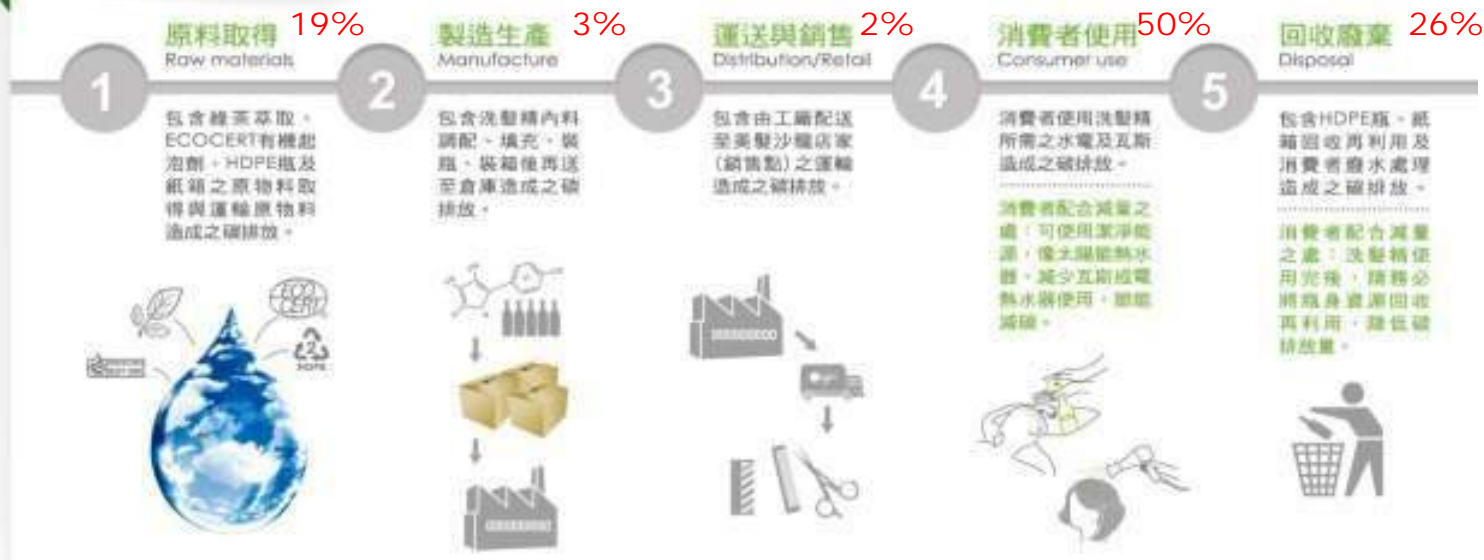 原料取得 19%
Raw materials
1
包含綠茶萃取、
ECOCERT有機起
泡劑、HDPE瓶及
紙箱之原物料取
得與運輸原物料
造成之碳排放。
ECO
CERT
2
HDPE
製造生產 3%
Manufacture
2
包含洗髮精內料
調配、填充、裝
瓶、裝箱後再送
至倉庫造成之碳
排放。
運送與銷售 2%
Distribution/Retail
3
包含由工廠配送
至美髮沙龍店家
(銷售點)之運輸
造成之碳排放。
消費者使用 50%
Consumer use
4
消費者使用洗髮精
所需之水電及瓦斯
造成之碳排放。
消費者配合減量之
處：可使用潔淨能
源，像太陽能熱水
器，減少瓦斯或電
熱水器使用，節能
減碳。
回收廢棄 26%
Disposal
5
包含HDPE瓶、紙
箱回收再利用及
消費者廢水處理
造成之碳排放。
消費者配合減量
之處：洗髮精使
用完後，請務必
將瓶身資源回收
再利用，降低碳
排放量。